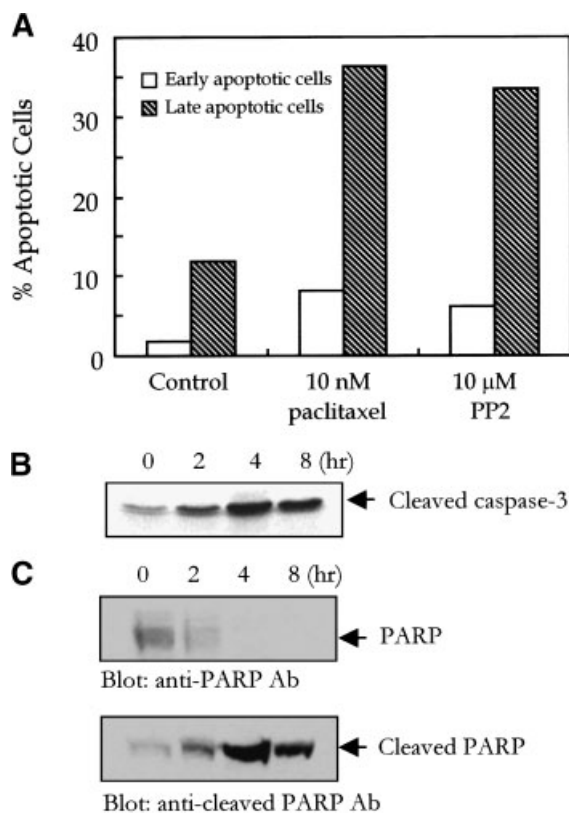 A
40
30
20
10
0
% Apoptotic Cells
Early apoptotic cells
Late apoptotic cells
Control
10 nM
paclitaxel
10 µM
PP2
B
0 2 4 8 (hr)
Cleaved caspase-3
C
0 2 4 8 (hr)
PARP
Blot: anti-PARP Ab
Cleaved PARP
Blot: anti-cleaved PARP Ab